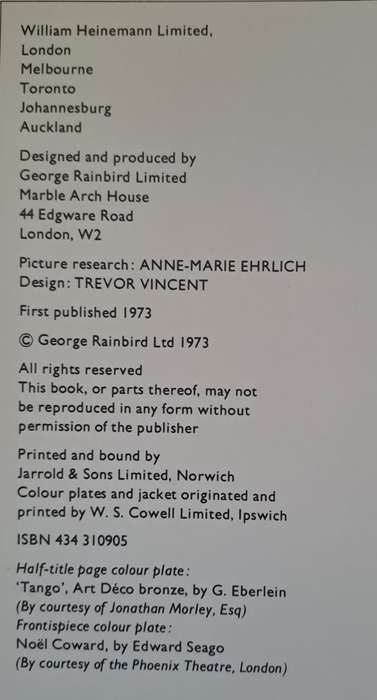 William Heinemann Limited,
London
Melbourne
Toronto
Johannesburg
Auckland
Designed and produced by
George Rainbird Limited
Marble Arch House
44 Edgware Road
London, W2
Picture research: ANNE-MARIE EHRLICH
Design: TREVOR VINCENT
First published 1973
© George Rainbird Ltd 1973
All rights reserved
This book, or parts thereof, may not
be reproduced in any form without
permission of the publisher
Printed and bound by
Jarrold & Sons Limited, Norwich
Colour plates and jacket originated and
printed by W. S. Cowell Limited, Ipswich
ISBN 434 310905
Half-title page colour plate:
'Tango', Art Déco bronze, by G. Eberlein
(By courtesy of Jonathan Morley, Esq)
Frontispiece colour plate:
Noël Coward, by Edward Seago
(By courtesy of the Phoenix Theatre, London)